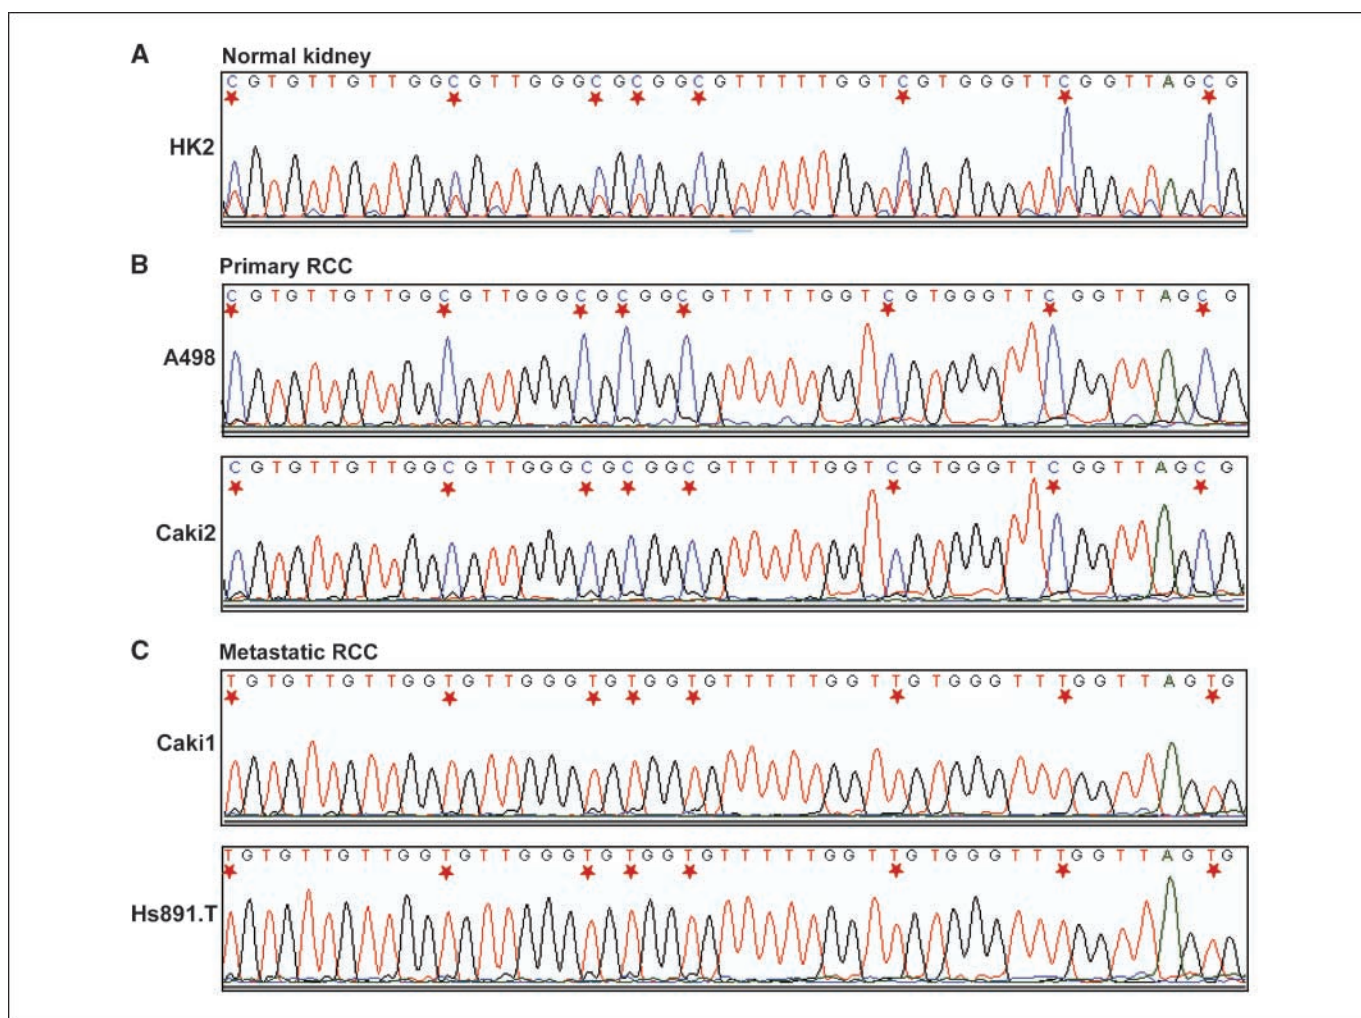 A Normal kidney
C G T G T T G T T G G C G T T G G G C G C G G C G T T T T T G G T C G T G G G T T C G G T T A G C G
HK2
B Primary RCC
C G T G T T G T T G G C G T T G G G C G C G G C G T T T T T G G T C G T G G G T T C G G T T A G C G
A498
C G T G T T G T T G G C G T T G G G C G C G G C G T T T T T G G T C G T G G G T T C G G T T A G C G
Caki2
C Metastatic RCC
T G T G T T G T T G G T G T T G G G T G T G G T G T T T T T G G T T G T G G G T T T G G T T A G T G
Caki1
T G T G T T G T T G G T G T T G G G T G T G G T G T T T T T G G T T G T G G G T T T G G T T A G T G
Hs891.T